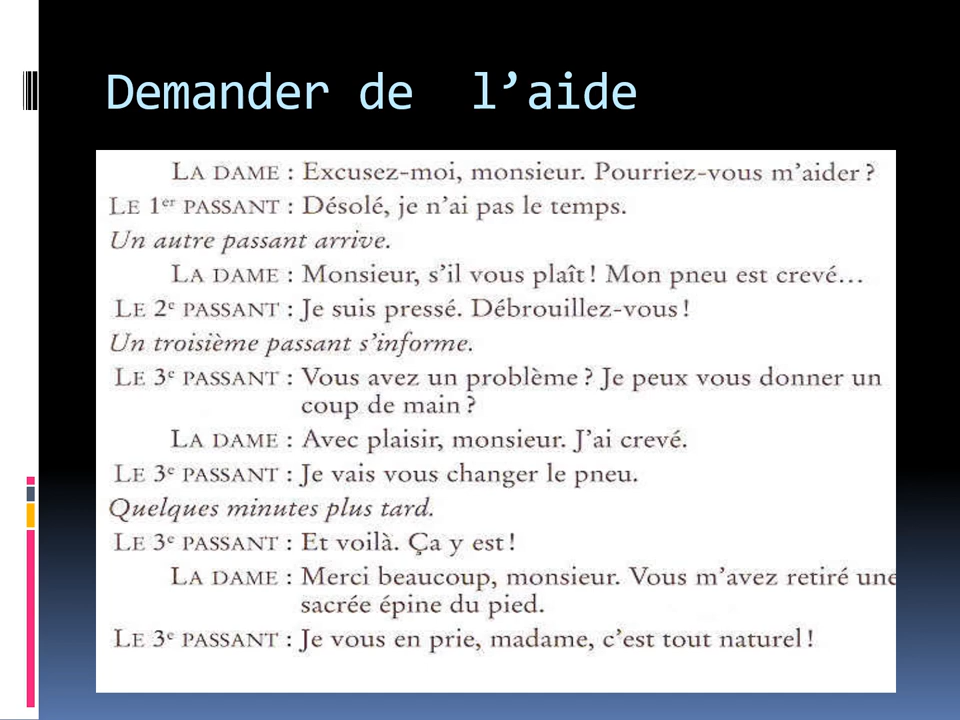 Demander de l’aide
LA DAME : Excusez-moi, monsieur. Pourriez-vous m’aider ?
LE 1er PASSANT : Désolé, je n’ai pas le temps.
Un autre passant arrive.
LA DAME : Monsieur, s’il vous plaît ! Mon pneu est crevé…
LE 2e PASSANT : Je suis pressé. Débrouillez-vous !
Un troisième passant s’informe.
LE 3e PASSANT : Vous avez un problème ? Je peux vous donner un
coup de main ?
LA DAME : Avec plaisir, monsieur. J’ai crevé.
LE 3e PASSANT : Je vais vous changer le pneu.
Quelques minutes plus tard.
LE 3e PASSANT : Et voilà. Ça y est !
LA DAME : Merci beaucoup, monsieur. Vous m’avez retiré une
sacrée épine du pied.
LE 3e PASSANT : Je vous en prie, madame, c’est tout naturel !